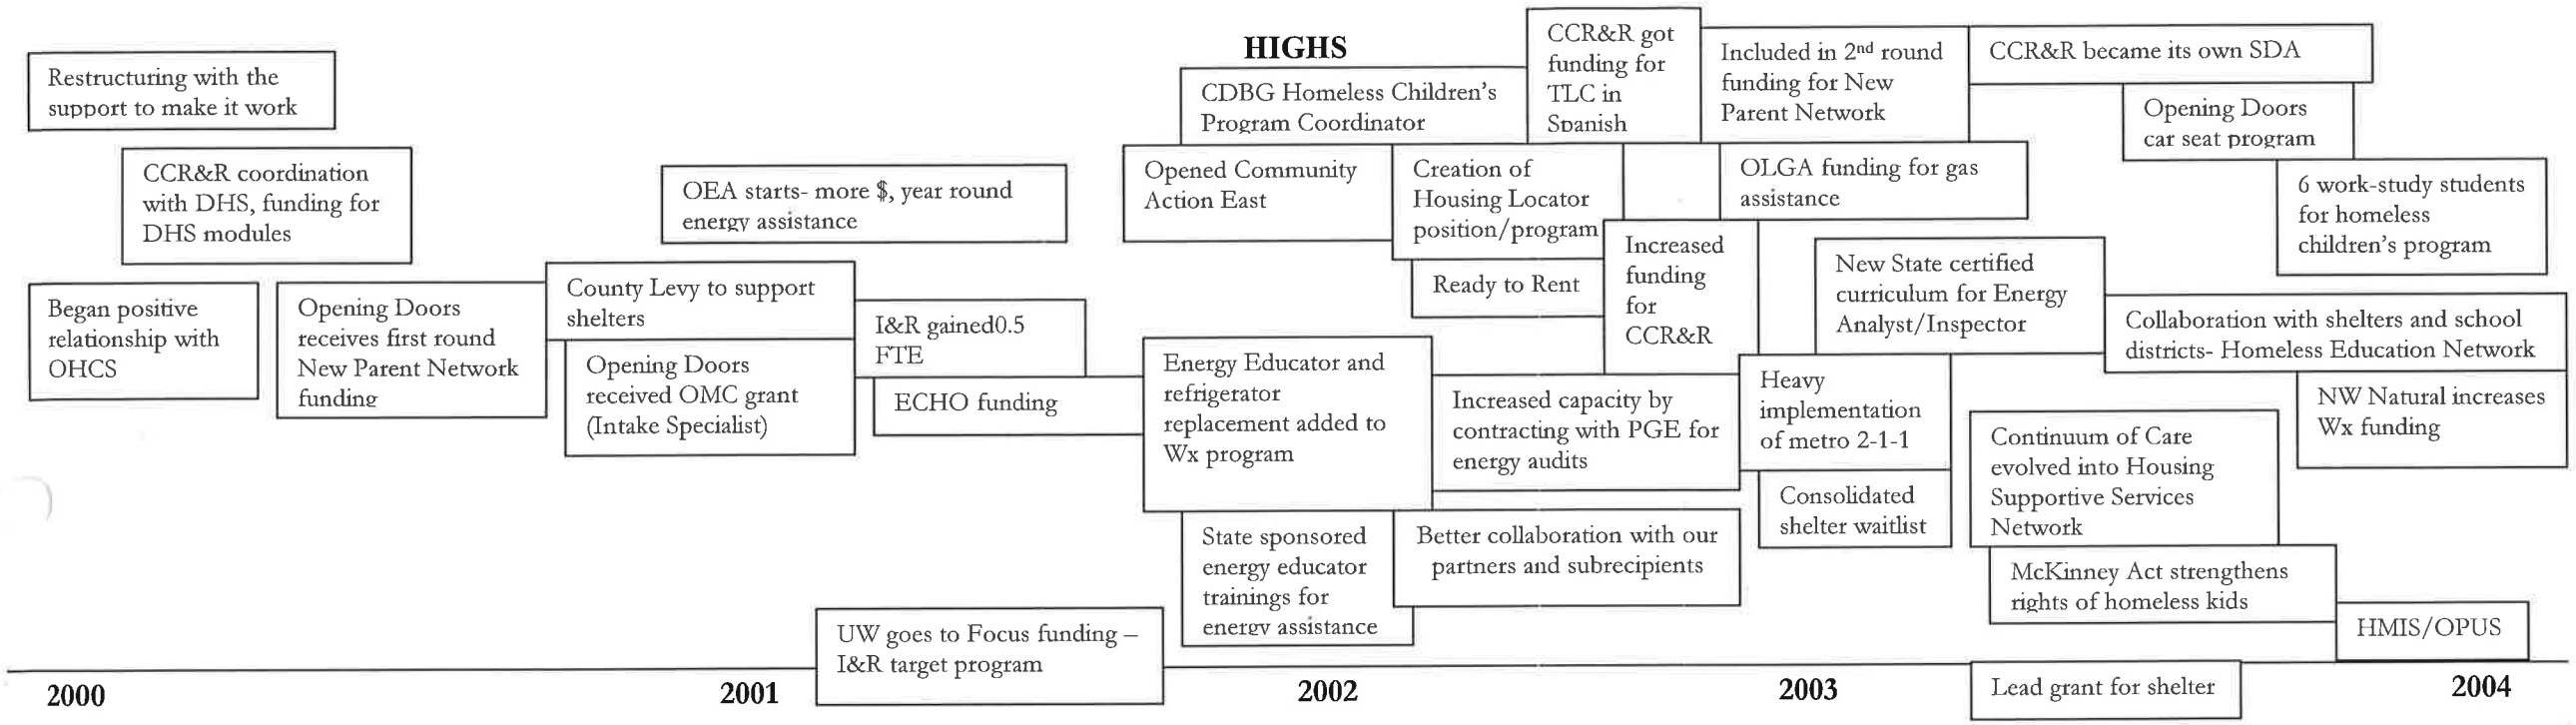 HIGHS
Restructuring with the
support to make it work
CCR&R coordination
with DHS, funding for
DHS modules
Began positive
relationship with
OHCS
Opening Doors
receives first round
New Parent Network
funding
OEA starts- more $, year round
energy assistance
County Levy to support
shelters
Opening Doors
received OMC grant
(Intake Specialist)
I&R gained0.5
FTE
ECHO funding
UW goes to Focus funding –
I&R target program
CDBG Homeless Children's
Program Coordinator
CCR&R got
funding for
TLC in
Spanish
Included in 2nd round
funding for New
Parent Network
CCR&R became its own SDA
Opening Doors
car seat program
6 work-study students
for homeless
children's program
Opened Community
Action East
Creation of
Housing Locator
position/program
Ready to Rent
OLGA funding for gas
assistance
Increased
funding
for
CCR&R
New State certified
curriculum for Energy
Analyst/Inspector
Collaboration with shelters and school
districts- Homeless Education Network
NW Natural increases
Wx funding
Energy Educator and
refrigerator
replacement added to
Wx program
Increased capacity by
contracting with PGE for
energy audits
Heavy
implementation
of metro 2-1-1
Consolidated
shelter waitlist
Continuum of Care
evolved into Housing
Supportive Services
Network
State sponsored
energy educator
trainings for
energy assistance
Better collaboration with our
partners and subrecipients
McKinney Act strengthens
rights of homeless kids
HMIS/OPUS
Lead grant for shelter
2000
2001
2002
2003
2004